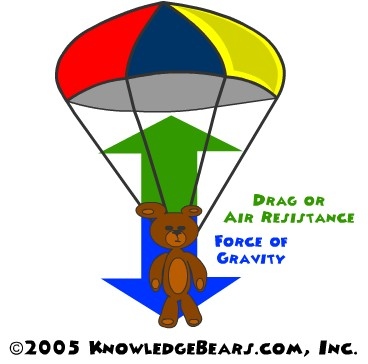 Drag or
Air Resistance
Force of
Gravity
©2005 KnowledgeBears.com, Inc.